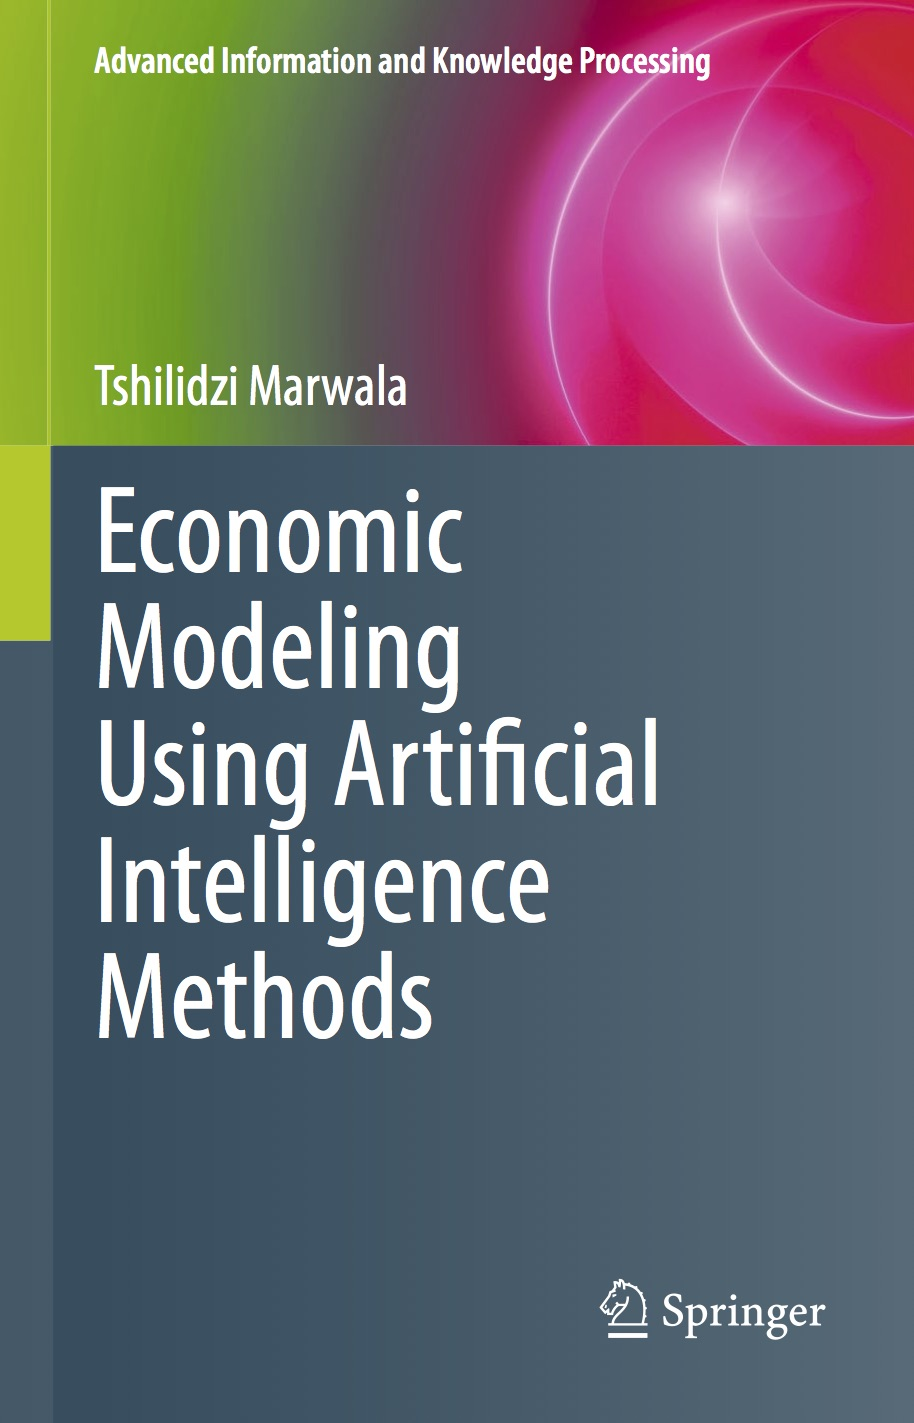 Advanced Information and Knowledge Processing
Tshilidzi Marwala
Economic
Modeling
Using Artificial
Intelligence
Methods
Springer